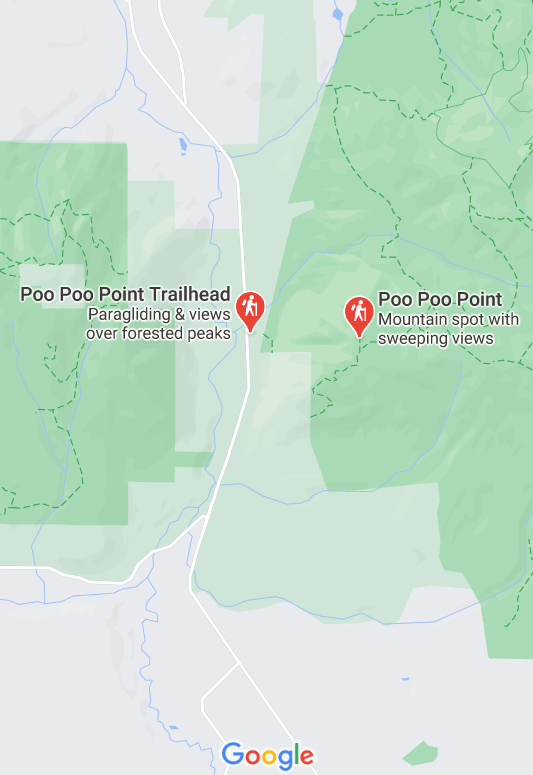 Poo Poo Point Trailhead
Paragliding & views
over forested peaks
Poo Poo Point
Mountain spot with
sweeping views
Google